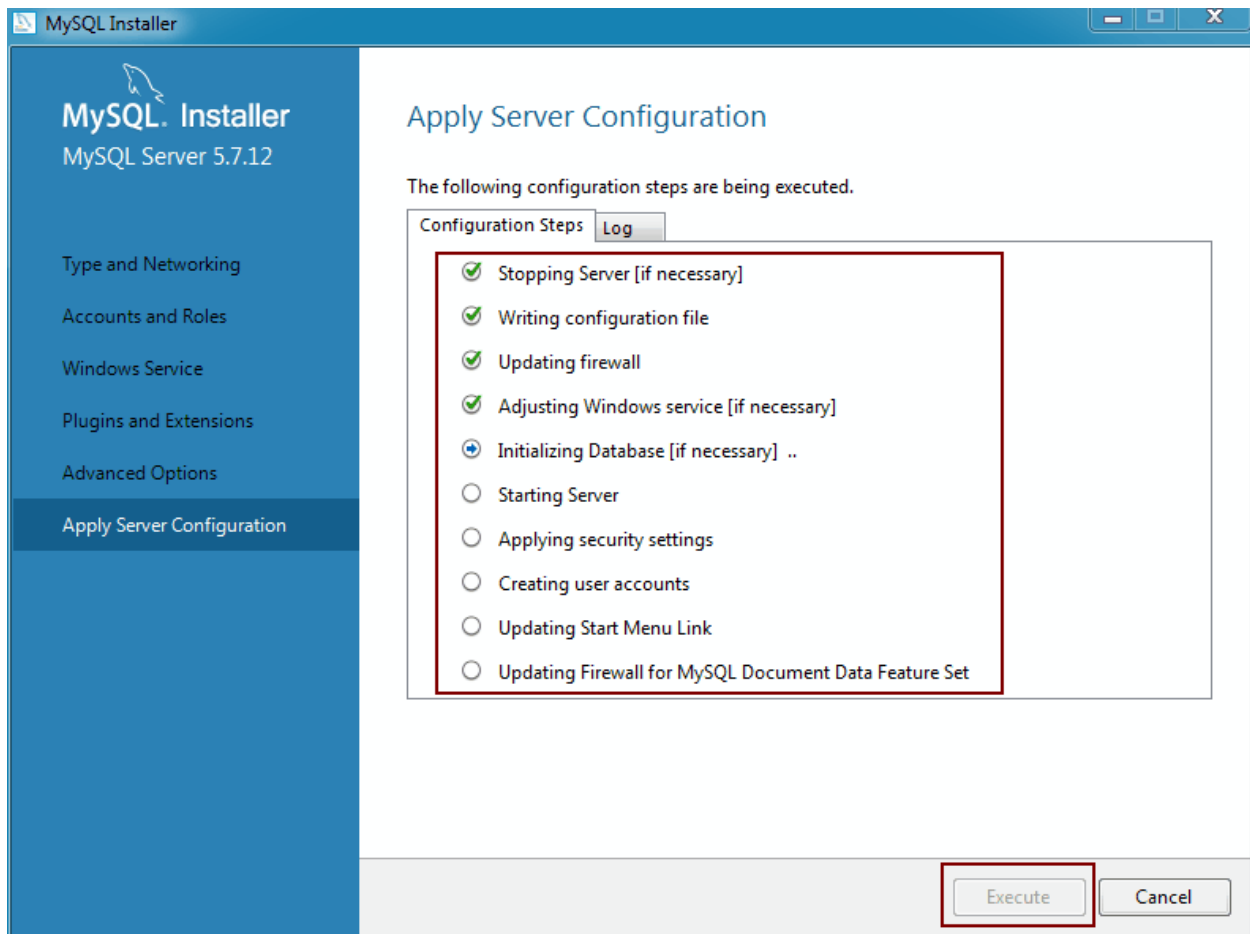 MySQL Installer
MySQL. Installer
MySQL Server 5.7.12
Type and Networking
Accounts and Roles
Windows Service
Plugins and Extensions
Advanced Options
Apply Server Configuration
Apply Server Configuration
The following configuration steps are being executed.
Configuration Steps Log
Stopping Server [if necessary]
Writing configuration file
Updating firewall
Adjusting Windows service [if necessary]
Initializing Database [if necessary] ..
Starting Server
Applying security settings
Creating user accounts
Updating Start Menu Link
Updating Firewall for MySQL Document Data Feature Set
Execute Cancel